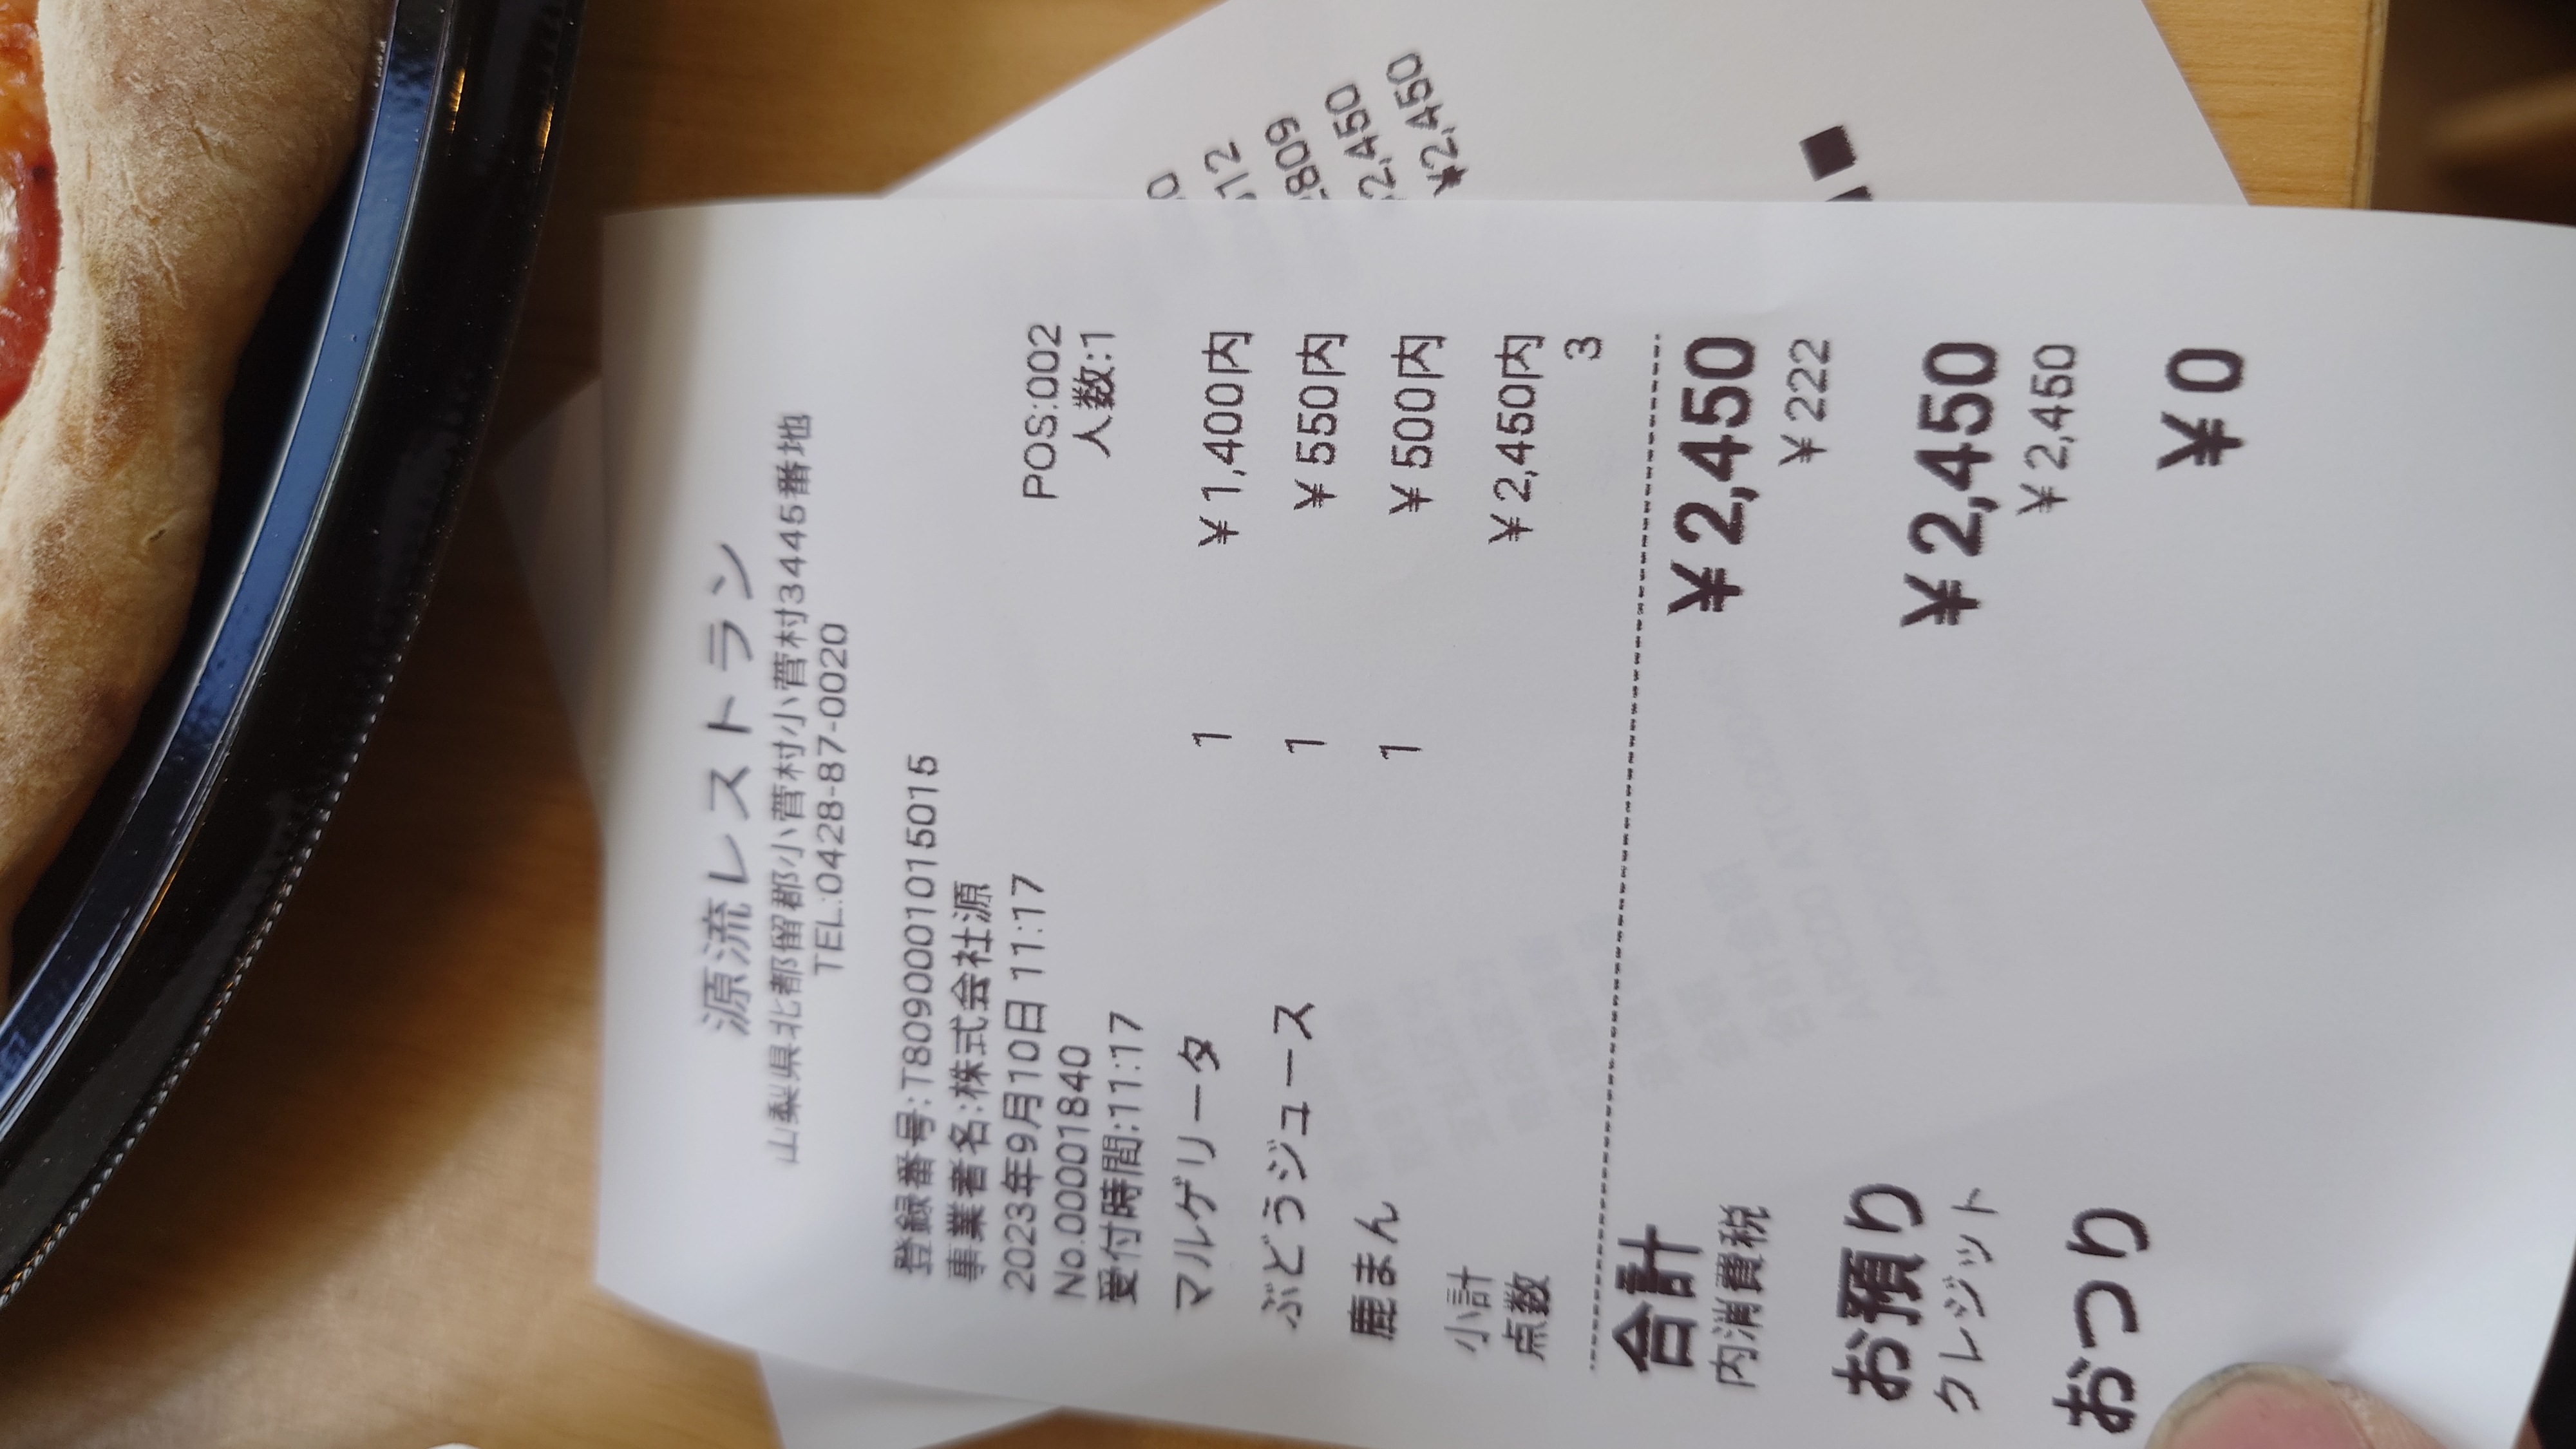 源流レストラン
山梨県北都留郡小菅村小菅村3445番地
TEL:0428-87-0020
登録番号:T8090001015015
事業者名:株式会社源
2023年9月10日 11:17
No.00001840 POS:002
受付時間:11:17 人数:1
マルゲリータ 1 ¥1,400内
ぶどうジュース 1 ¥550内
鹿まん 1 ¥500内
小計 ¥2,450内
点数 3
合計 ¥2,450
内消費税 ¥222
お預り ¥2,450
クレジット ¥2,450
おつり ¥0
0
12
809
2,450
¥2,450